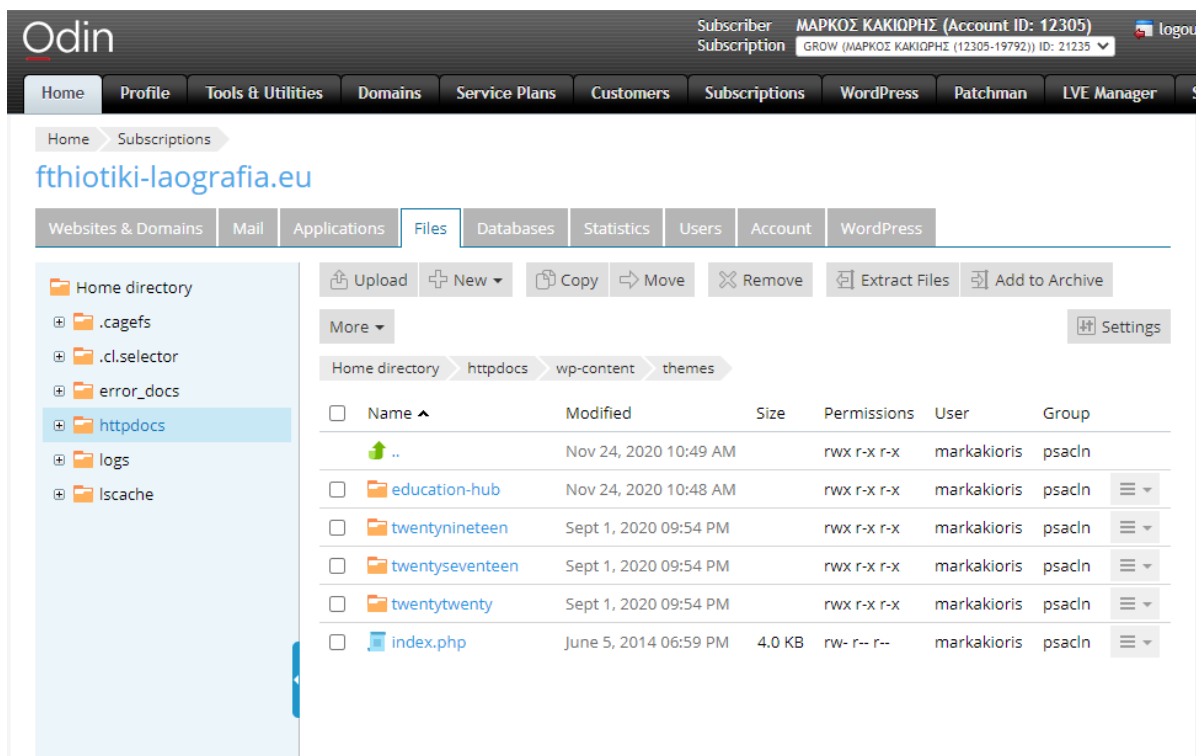 Odin
Subscriber ΜΑΡΚΟΣ ΚΑΚΙΩΡΗΣ (Account ID: 12305)
logou
Subscription GROW (ΜΑΡΚΟΣ ΚΑΚΙΩΡΗΣ (12305-19792)) ID: 21235
Home Profile Tools & Utilities Domains Service Plans Customers Subscriptions WordPress Patchman LVE Manager S
Home Subscriptions
fthiotiki-laografia.eu
Websites & Domains Mail Applications Files Databases Statistics Users Account WordPress
Home directory
.cagefs
.cl.selector
error_docs
httpdocs
logs
lscache
Upload New Copy Move Remove Extract Files Add to Archive
More Settings
Home directory httpdocs wp-content themes
Name Modified Size Permissions User Group
.. Nov 24, 2020 10:49 AM rwx r-x r-x markakioris psacln
education-hub Nov 24, 2020 10:48 AM rwx r-x r-x markakioris psacln
twentynineteen Sept 1, 2020 09:54 PM rwx r-x r-x markakioris psacln
twentyseventeen Sept 1, 2020 09:54 PM rwx r-x r-x markakioris psacln
twentytwenty Sept 1, 2020 09:54 PM rwx r-x r-x markakioris psacln
index.php June 5, 2014 06:59 PM 4.0 KB rw- r-- r-- markakioris psacln